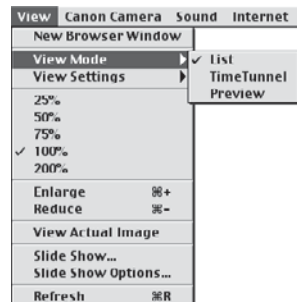 View Canon Camera Sound Internet
New Browser Window
View Mode
✓ List
TimeTunnel
Preview
View Settings
25%
50%
75%
✓ 100%
200%
Enlarge ⌘+
Reduce ⌘-
View Actual Image
Slide Show...
Slide Show Options...
Refresh ⌘R